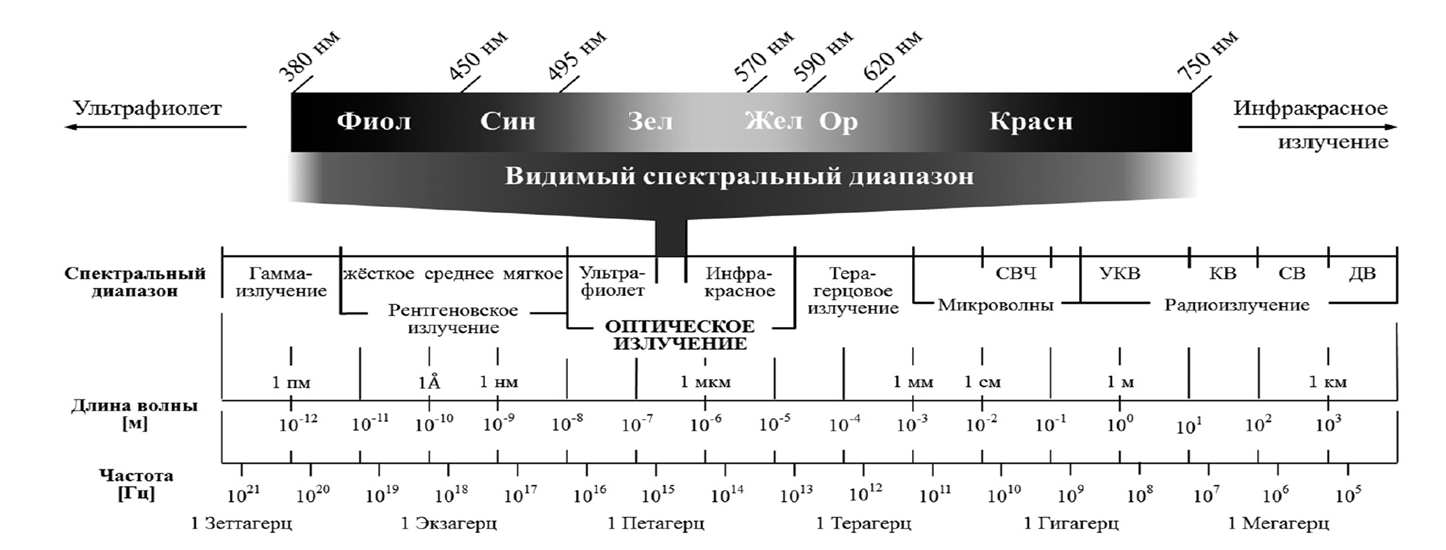 380 нм 450 нм 495 нм 570 нм 590 нм 620 нм 750 нм
Ультрафиолет
Фиол Син Зел Жел Ор Красн
Инфракрасное
излучение
Видимый спектральный диапазон
Спектральный
диапазон
Гамма-
излучение
жёсткое среднее мягкое
Рентгеновское
излучение
Ультра-
фиолет
Инфра-
красное
ОПТИЧЕСКОЕ
ИЗЛУЧЕНИЕ
Тера-
герцовое
излучение
СВЧ
Микроволны
УКВ КВ СВ ДВ
Радиоизлучение
1 пм 1Å 1 нм 1 мкм 1 мм 1 см 1 м 1 км
Длина волны
[м]
10⁻¹² 10⁻¹¹ 10⁻¹⁰ 10⁻⁹ 10⁻⁸ 10⁻⁷ 10⁻⁶ 10⁻⁵ 10⁻⁴ 10⁻³ 10⁻² 10⁻¹ 10⁰ 10¹ 10² 10³
Частота
[Гц]
10²¹ 10²⁰ 10¹⁹ 10¹⁸ 10¹⁷ 10¹⁶ 10¹⁵ 10¹⁴ 10¹³ 10¹² 10¹¹ 10¹⁰ 10⁹ 10⁸ 10⁷ 10⁶ 10⁵
1 Зеттагерц 1 Экзагерц 1 Петагерц 1 Терагерц 1 Гигагерц 1 Мегагерц